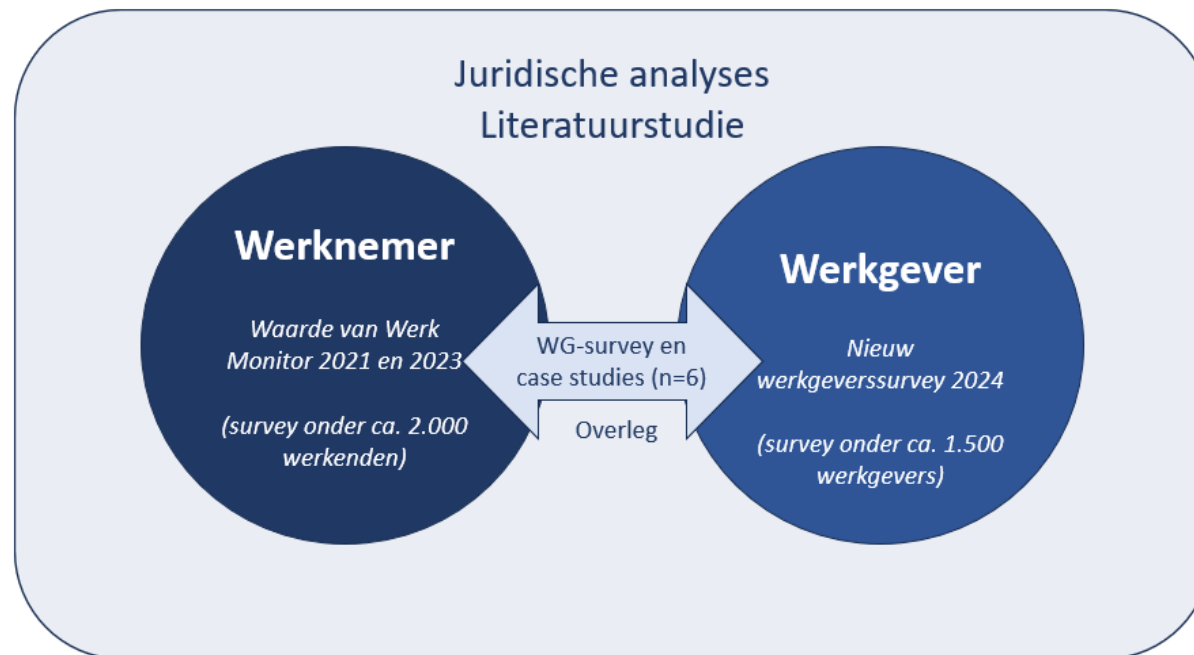 Juridische analyses
Literatuurstudie
Werknemer
Waarde van Werk
Monitor 2021 en 2023
(survey onder ca. 2.000
werkenden)
WG-survey en
case studies (n=6)
Overleg
Werkgever
Nieuw
werkgeverssurvey 2024
(survey onder ca. 1.500
werkgevers)